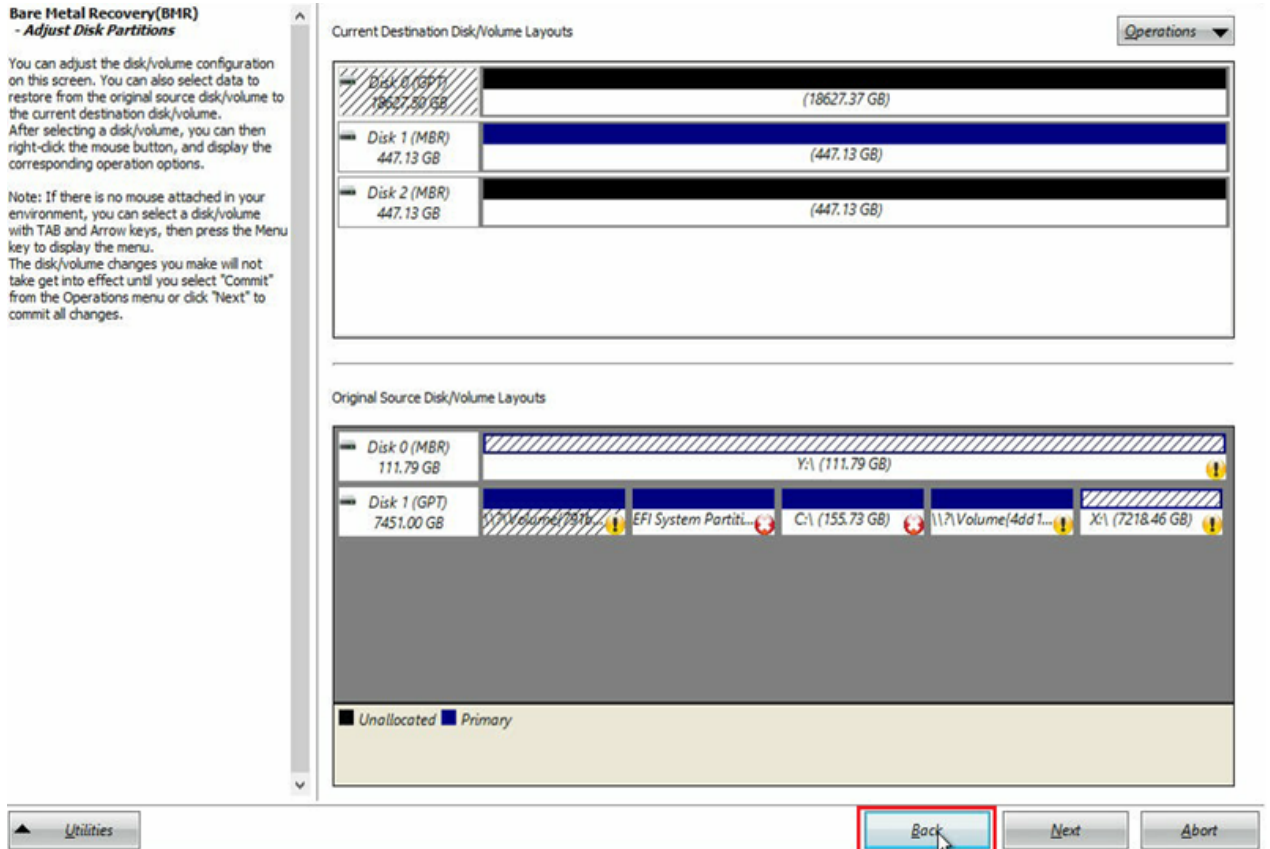 Bare Metal Recovery(BMR)
- Adjust Disk Partitions
You can adjust the disk/volume configuration
on this screen. You can also select data to
restore from the original source disk/volume to
the current destination disk/volume.
After selecting a disk/volume, you can then
right-click the mouse button, and display the
corresponding operation options.
Note: If there is no mouse attached in your
environment, you can select a disk/volume
with TAB and Arrow keys, then press the Menu
key to display the menu.
The disk/volume changes you make will not
take get into effect until you select "Commit"
from the Operations menu or click "Next" to
commit all changes.
Current Destination Disk/Volume Layouts
Operations
Disk 0 (GPT)
18627.50 GB
(18627.37 GB)
Disk 1 (MBR)
447.13 GB
(447.13 GB)
Disk 2 (MBR)
447.13 GB
(447.13 GB)
Original Source Disk/Volume Layouts
Disk 0 (MBR)
111.79 GB
Y:\ (111.79 GB)
Disk 1 (GPT)
7451.00 GB
\\?\Volume{791b...
EFI System Partiti...
C:\ (155.73 GB)
\\?\Volume{4dd1...
X:\ (7218.46 GB)
Unallocated Primary
Utilities
Back
Next
Abort